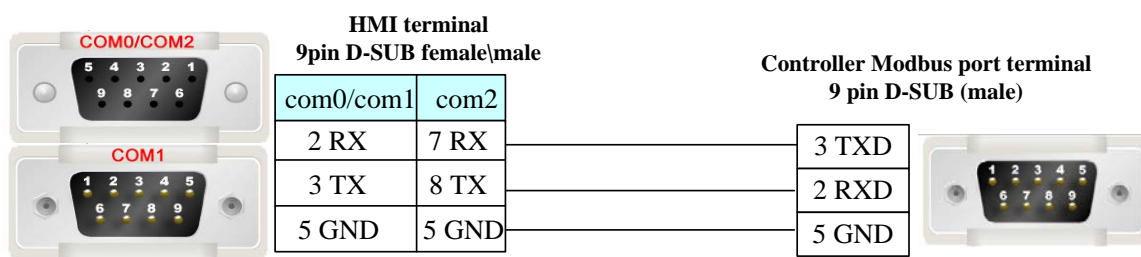 HMI terminal
9pin D-SUB female\male
COM0/COM2
5 4 3 2 1
9 8 7 6
COM1
1 2 3 4 5
6 7 8 9
com0/com1 com2
2 RX 7 RX
3 TX 8 TX
5 GND 5 GND
Controller Modbus port terminal
9 pin D-SUB (male)
3 TXD
2 RXD
5 GND
1 2 3 4 5
6 7 8 9